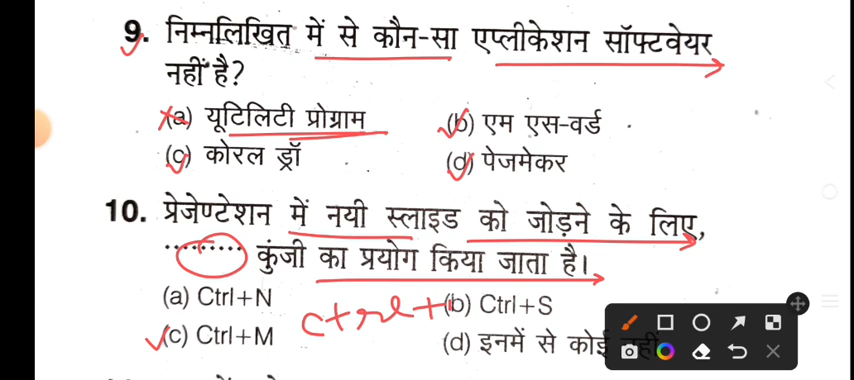 9. निम्नलिखित में से कौन-सा एप्लीकेशन सॉफ्टवेयर
नहीं है?
(a) यूटिलिटी प्रोग्राम (b) एम एस-वर्ड
(c) कोरल ड्रॉ (d) पेजमेकर
10. प्रेजेण्टेशन में नयी स्लाइड को जोड़ने के लिए,
......... कुंजी का प्रयोग किया जाता है।
(a) Ctrl+N (b) Ctrl+S
ctrl+
(c) Ctrl+M (d) इनमें से कोई नहीं